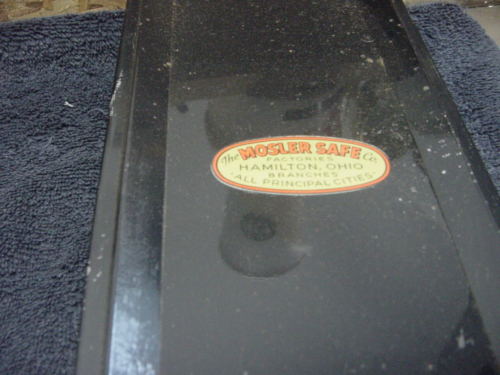 The MOSLER SAFE Co.
FACTORIES
HAMILTON, OHIO
BRANCHES
ALL PRINCIPAL CITIES